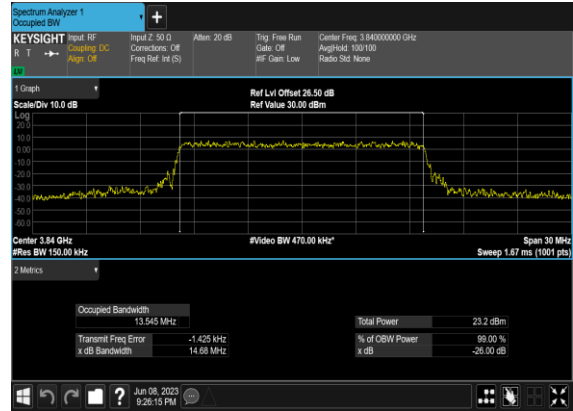 Spectrum Analyzer 1
Occupied BW
KEYSIGHT Input: RF Input Z: 50 Ω Atten: 20 dB Trig: Free Run Center Freq: 3.840000000 GHz
R T Coupling: DC Corrections: Off Gate: Off Avg|Hold: 100/100
Align: Off Freq Ref: Int (S) #IF Gain: Low Radio Std: None
LXI
1 Graph
Ref Lvl Offset 26.50 dB
Scale/Div 10.0 dB Ref Value 30.00 dBm
Log
20.0
10.0
0.00
-10.0
-20.0
-30.0
-40.0
-50.0
-60.0
Center 3.84 GHz #Video BW 470.00 kHz* Span 30 MHz
#Res BW 150.00 kHz Sweep 1.67 ms (1001 pts)
2 Metrics
Occupied Bandwidth
13.545 MHz Total Power 23.2 dBm
Transmit Freq Error -1.425 kHz % of OBW Power 99.00 %
x dB Bandwidth 14.68 MHz x dB -26.00 dB
?
Jun 08, 2023
9:26:15 PM